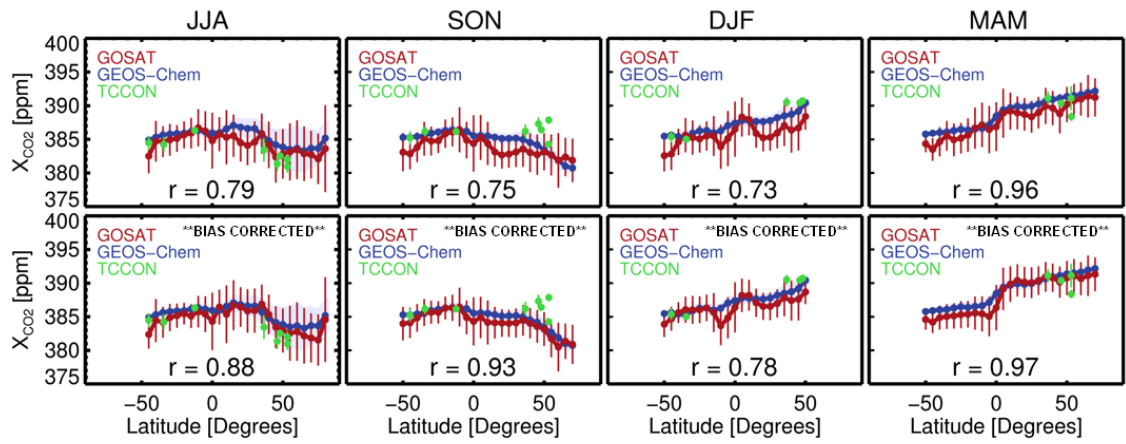 JJA SON DJF MAM
400 GOSAT GOSAT GOSAT GOSAT
395 GEOS-Chem GEOS-Chem GEOS-Chem GEOS-Chem
TCCON TCCON TCCON TCCON
390
385
380
375
XCO2 [ppm]
r = 0.79 r = 0.75 r = 0.73 r = 0.96
400 **BIAS CORRECTED** **BIAS CORRECTED** **BIAS CORRECTED** **BIAS CORRECTED**
GOSAT GOSAT GOSAT GOSAT
395 GEOS-Chem GEOS-Chem GEOS-Chem GEOS-Chem
TCCON TCCON TCCON TCCON
390
385
380
375
XCO2 [ppm]
r = 0.88 r = 0.93 r = 0.78 r = 0.97
−50 0 50 −50 0 50 −50 0 50 −50 0 50
Latitude [Degrees] Latitude [Degrees] Latitude [Degrees] Latitude [Degrees]